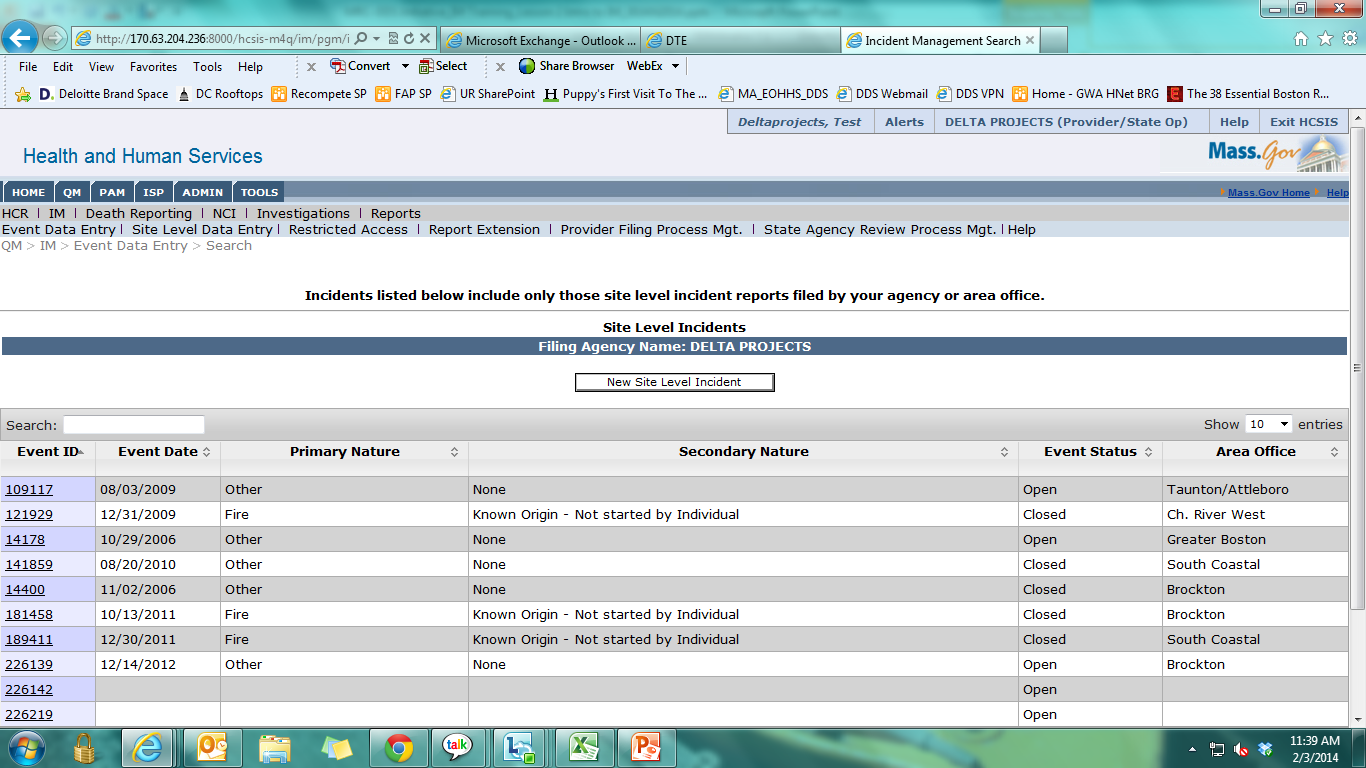 http://170.63.204.236:8000/hcsis-m4q/im/pgm/i
Microsoft Exchange - Outlook ...
DTE
Incident Management Search
File Edit View Favorites Tools Help
x Convert Select
x Share Browser WebEx
D. Deloitte Brand Space DC Rooftops Recompete SP FAP SP UR SharePoint H Puppy's First Visit To The ... MA_EOHHS_DDS DDS Webmail DDS VPN Home - GWA HNet BRG E The 38 Essential Boston R...
Deltaprojects, Test Alerts DELTA PROJECTS (Provider/State Op) Help Exit HCSIS
Health and Human Services
Mass.Gov
HOME QM PAM ISP ADMIN TOOLS
Mass.Gov Home Help
HCR | IM | Death Reporting | NCI | Investigations | Reports
Event Data Entry | Site Level Data Entry | Restricted Access | Report Extension | Provider Filing Process Mgt. | State Agency Review Process Mgt. | Help
QM > IM > Event Data Entry > Search
Incidents listed below include only those site level incident reports filed by your agency or area office.
Site Level Incidents
Filing Agency Name: DELTA PROJECTS
New Site Level Incident
Search: Show 10 entries
Event ID Event Date Primary Nature Secondary Nature Event Status Area Office
109117 08/03/2009 Other None Open Taunton/Attleboro
121929 12/31/2009 Fire Known Origin - Not started by Individual Closed Ch. River West
14178 10/29/2006 Other None Open Greater Boston
141859 08/20/2010 Other None Closed South Coastal
14400 11/02/2006 Other None Closed Brockton
181458 10/13/2011 Fire Known Origin - Not started by Individual Closed Brockton
189411 12/30/2011 Fire Known Origin - Not started by Individual Closed South Coastal
226139 12/14/2012 Other None Open Brockton
226142 Open
226219 Open
talk
11:39 AM
2/3/2014